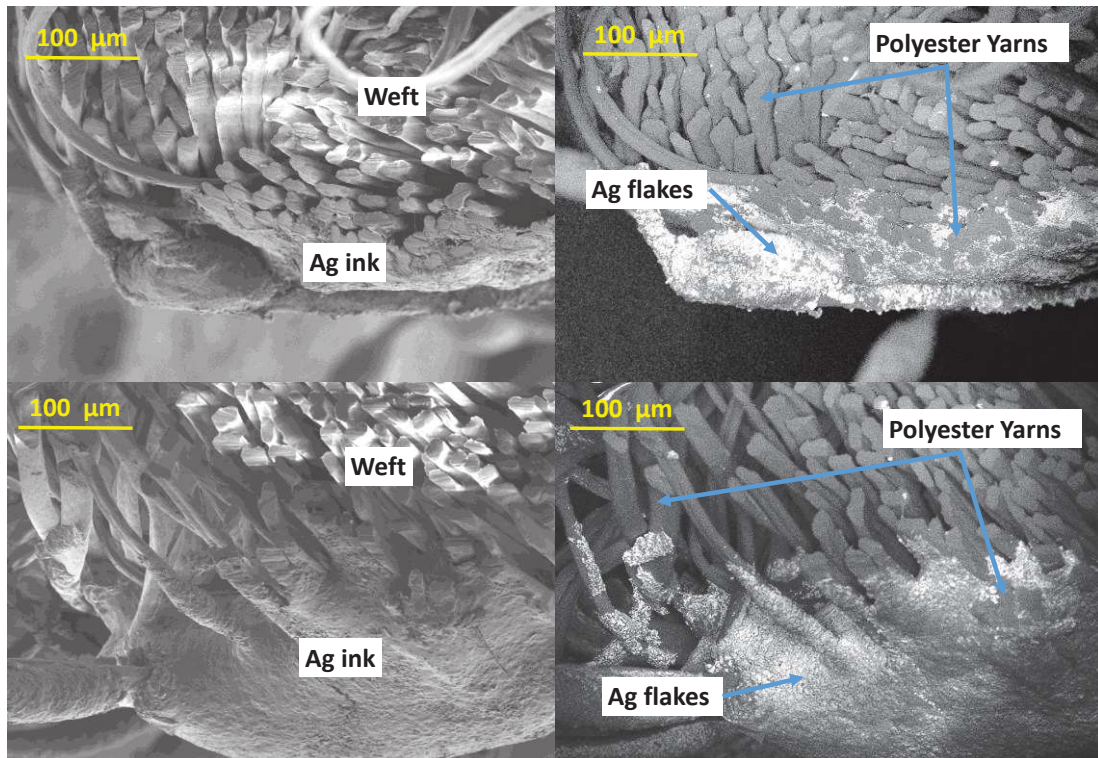 100 µm
Weft
Ag ink
100 µm
Polyester Yarns
Ag flakes
100 µm
Weft
Ag ink
100 µm
Polyester Yarns
Ag flakes